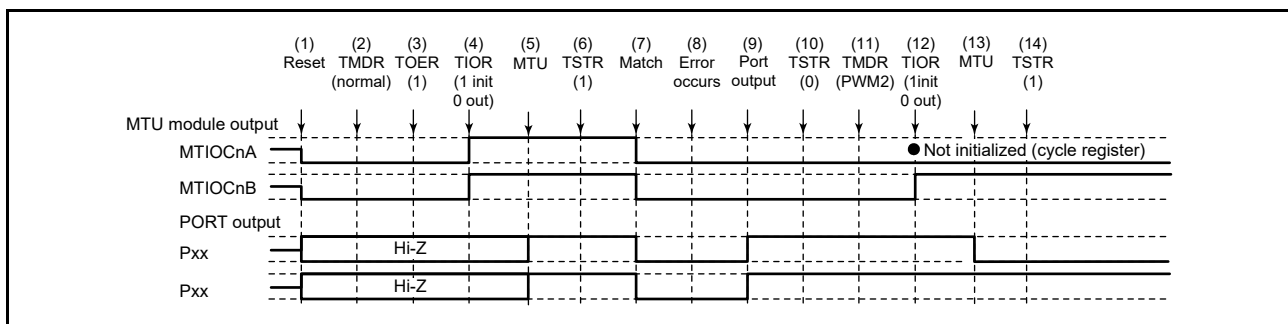 (1) (2) (3) (4) (5) (6) (7) (8) (9) (10) (11) (12) (13) (14)
Reset TMDR TOER TIOR MTU TSTR Match Error Port TSTR TMDR TIOR MTU TSTR
(normal) (1) (1 init (1) occurs output (0) (PWM2) (1init (1)
0 out) 0 out)
MTU module output
MTIOCnA ● Not initialized (cycle register)
MTIOCnB
PORT output
Pxx Hi-Z
Pxx Hi-Z